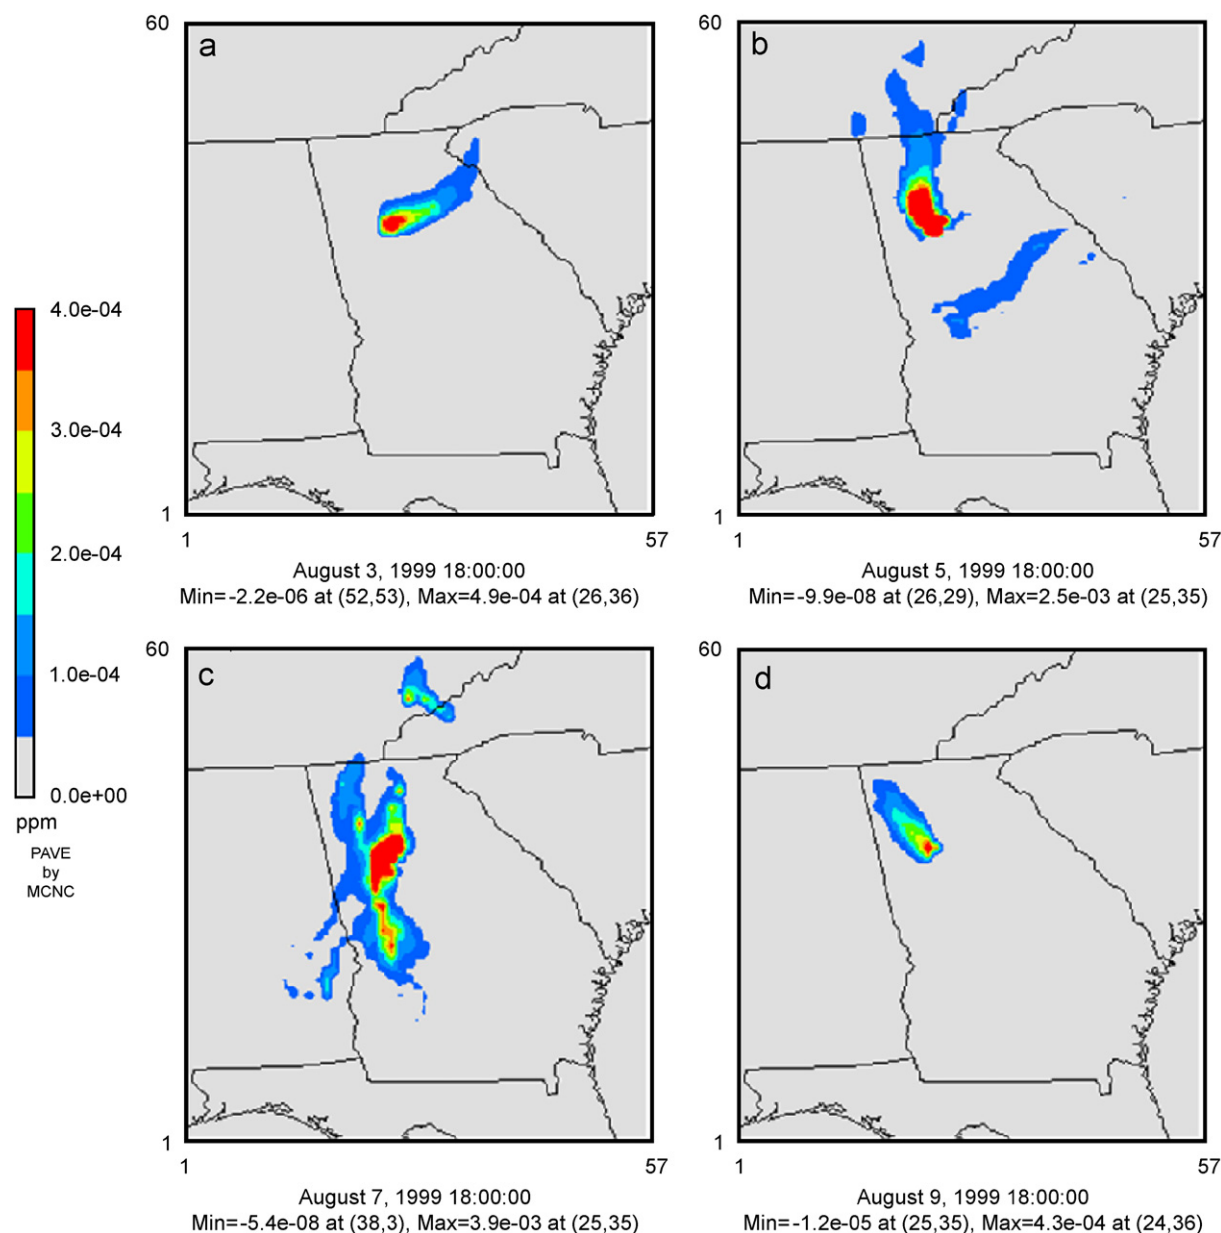 60
a
1
1
57
August 3, 1999 18:00:00
Min=-2.2e-06 at (52,53), Max=4.9e-04 at (26,36)
60
b
1
1
57
August 5, 1999 18:00:00
Min=-9.9e-08 at (26,29), Max=2.5e-03 at (25,35)
4.0e-04
3.0e-04
2.0e-04
1.0e-04
0.0e+00
ppm
PAVE
by
MCNC
60
c
1
1
57
August 7, 1999 18:00:00
Min=-5.4e-08 at (38,3), Max=3.9e-03 at (25,35)
60
d
1
1
57
August 9, 1999 18:00:00
Min=-1.2e-05 at (25,35), Max=4.3e-04 at (24,36)